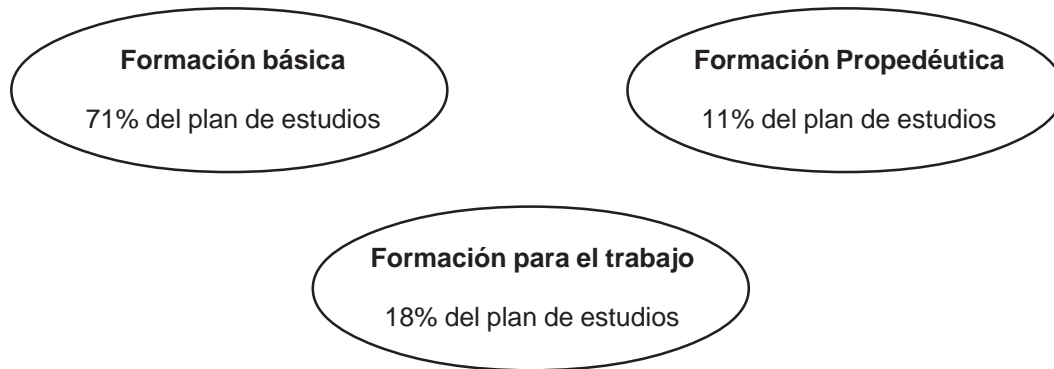 Formación básica
71% del plan de estudios
Formación Propedéutica
11% del plan de estudios
Formación para el trabajo
18% del plan de estudios